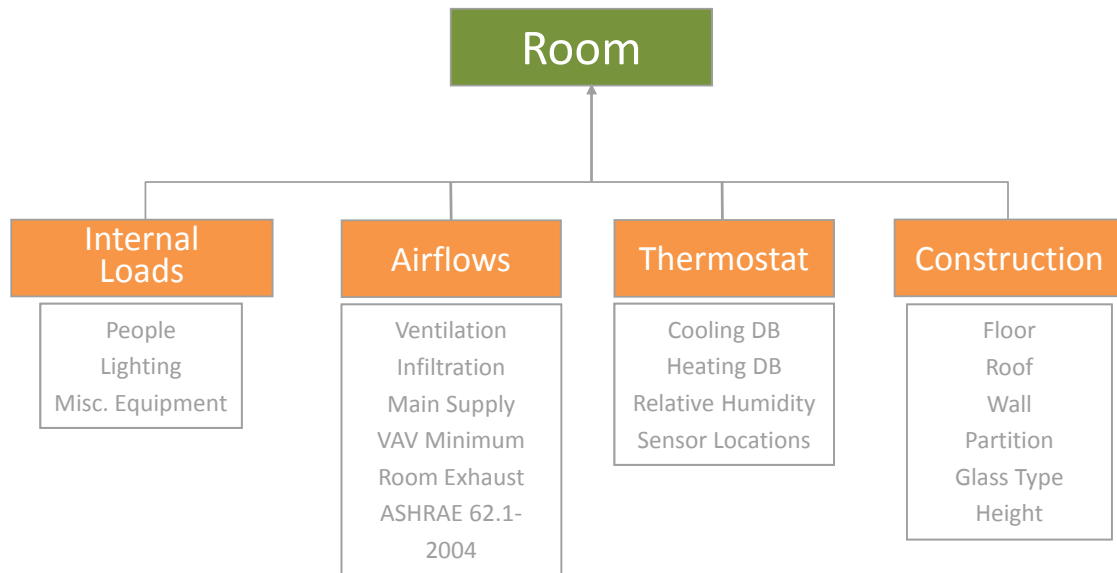 Room
Internal
Loads
People
Lighting
Misc. Equipment
Airflows
Ventilation
Infiltration
Main Supply
VAV Minimum
Room Exhaust
ASHRAE 62.1-
2004
Thermostat
Cooling DB
Heating DB
Relative Humidity
Sensor Locations
Construction
Floor
Roof
Wall
Partition
Glass Type
Height